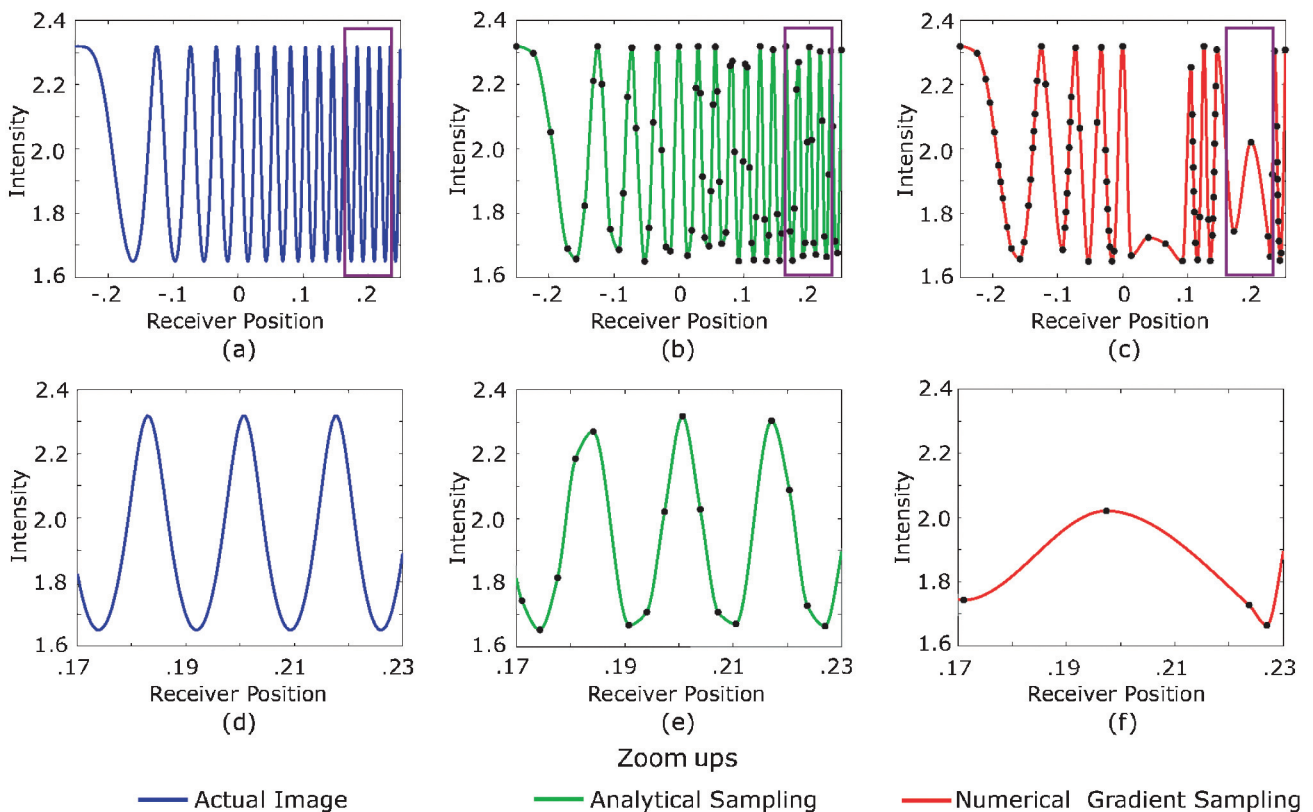 2.4
2.2
2.0
1.8
1.6
Intensity
-.2 -.1 0 .1 .2
Receiver Position
(a)
2.4
2.2
2.0
1.8
1.6
Intensity
-.2 -.1 0 .1 .2
Receiver Position
(b)
2.4
2.2
2.0
1.8
1.6
Intensity
-.2 -.1 0 .1 .2
Receiver Position
(c)
2.4
2.2
2.0
1.8
1.6
Intensity
.17 .19 .21 .23
Receiver Position
(d)
2.4
2.2
2.0
1.8
1.6
Intensity
.17 .19 .21 .23
Receiver Position
(e)
2.4
2.2
2.0
1.8
1.6
Intensity
.17 .19 .21 .23
Receiver Position
(f)
Zoom ups
Actual Image Analytical Sampling Numerical Gradient Sampling